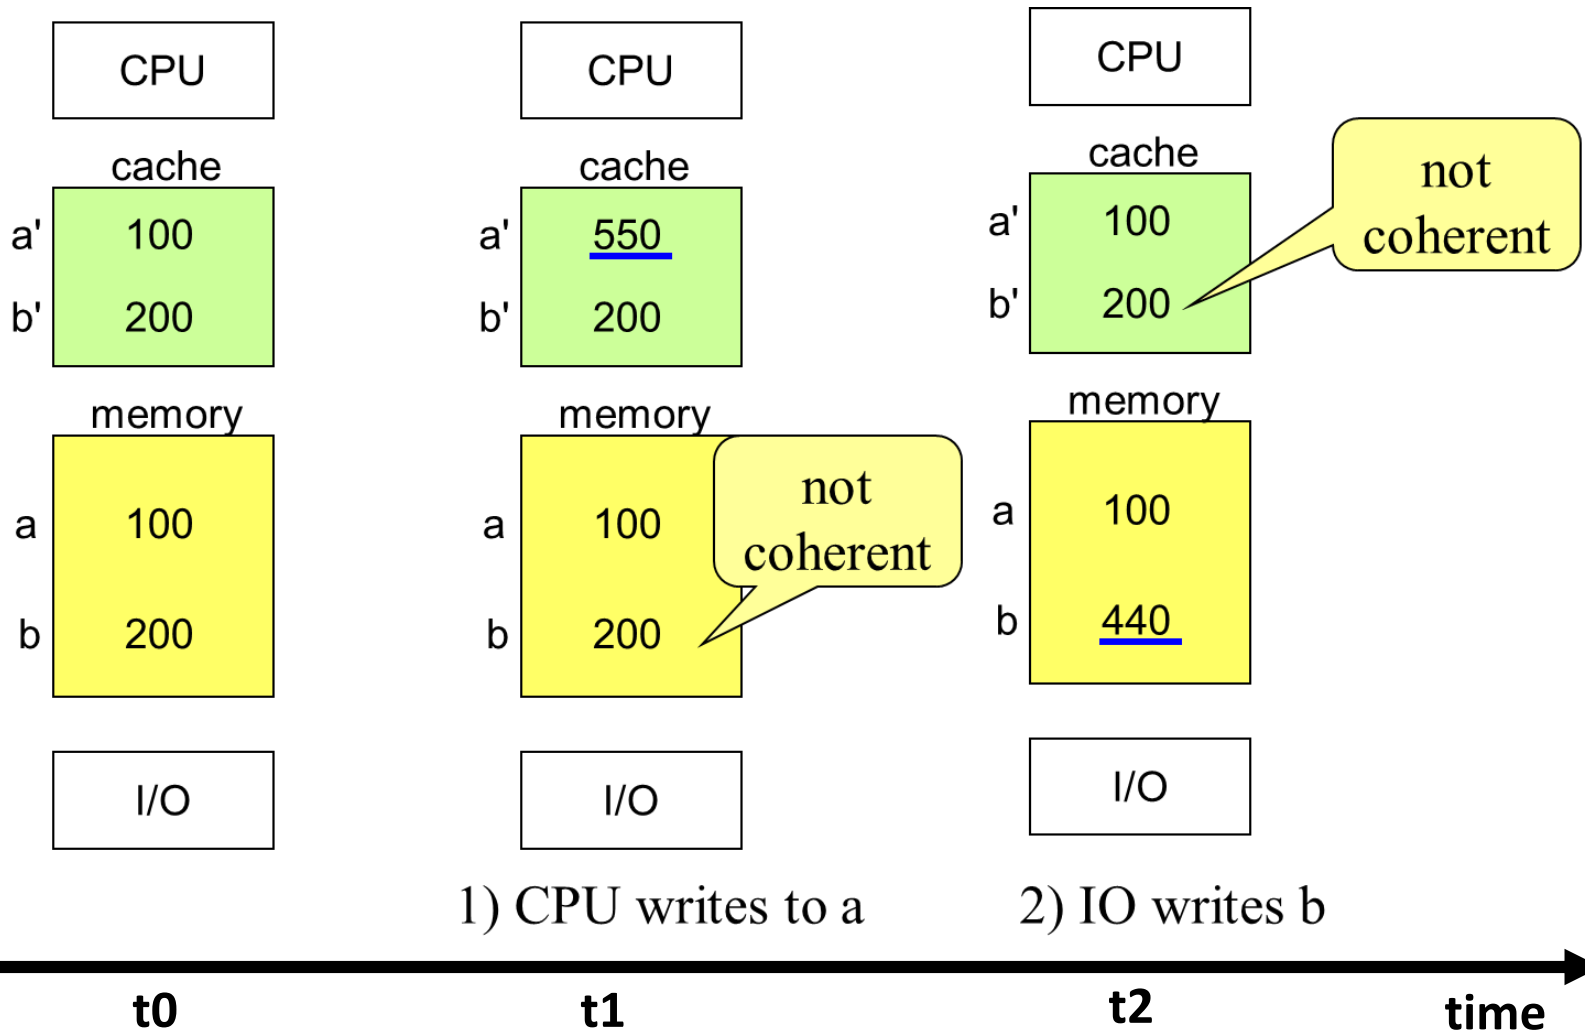 CPU
cache
a' 100
b' 200
memory
a 100
b 200
I/O
CPU
cache
a' 550
b' 200
memory
a 100
b 200
not
coherent
I/O
1) CPU writes to a
CPU
cache
a' 100
b' 200
not
coherent
memory
a 100
b 440
I/O
2) IO writes b
t0 t1 t2 time